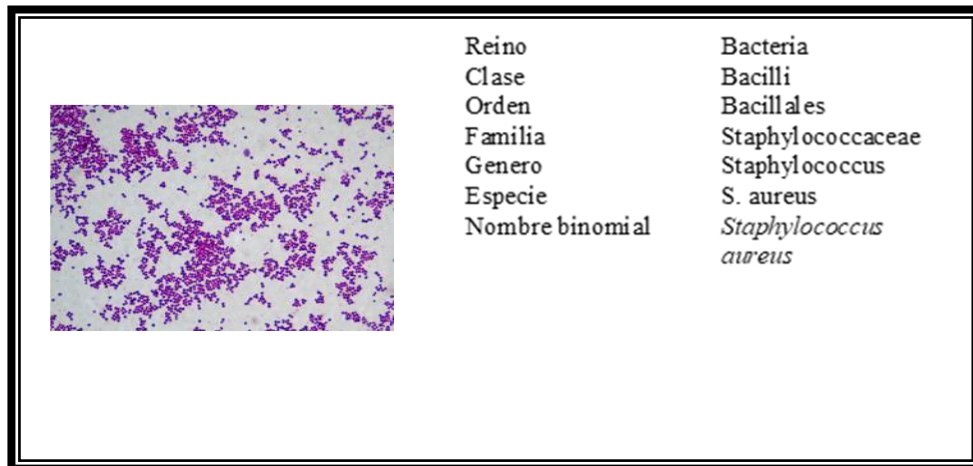 Reino Bacteria
Clase Bacilli
Orden Bacillales
Familia Staphylococcaceae
Genero Staphylococcus
Especie S. aureus
Nombre binomial Staphylococcus
aureus